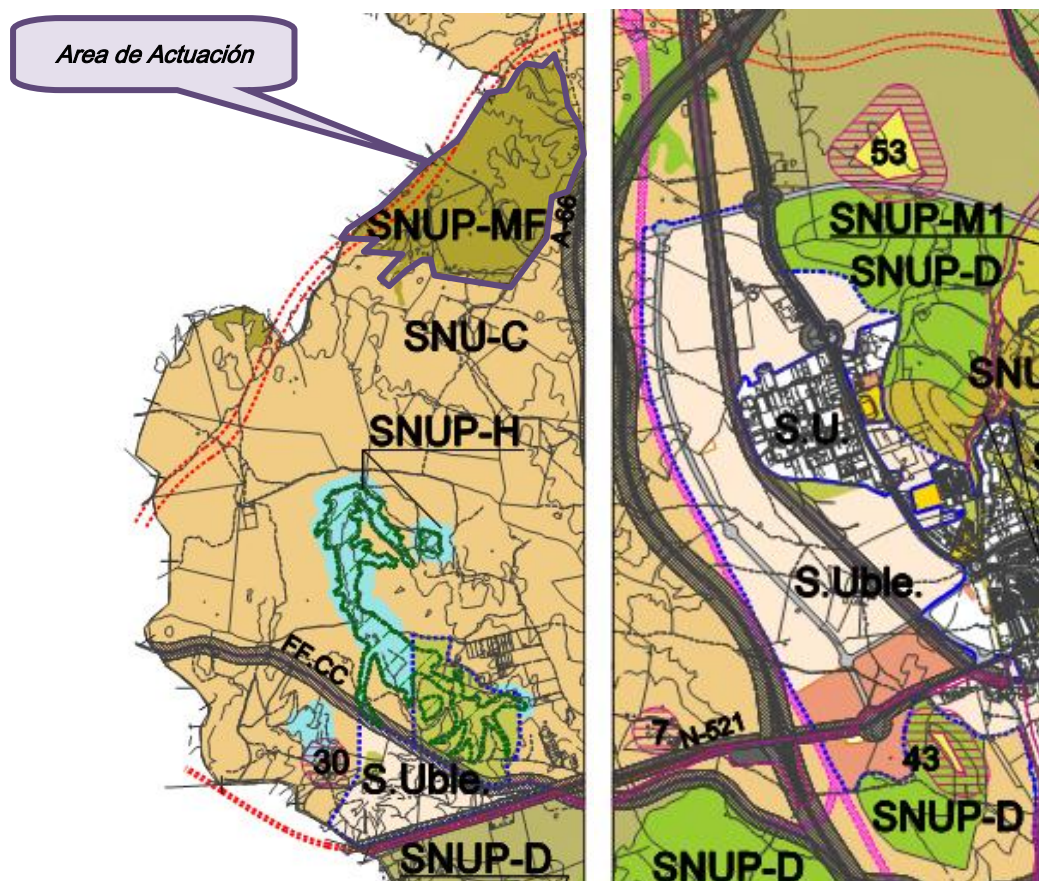 Area de Actuación
SNUP-MF
A-66
SNU-C
SNUP-H
FF.CC
30
S.Uble.
SNUP-D
53
SNUP-M1
SNUP-D
SNU
S.U.
S.Uble.
7
N-521
43
SNUP-D
SNUP-D